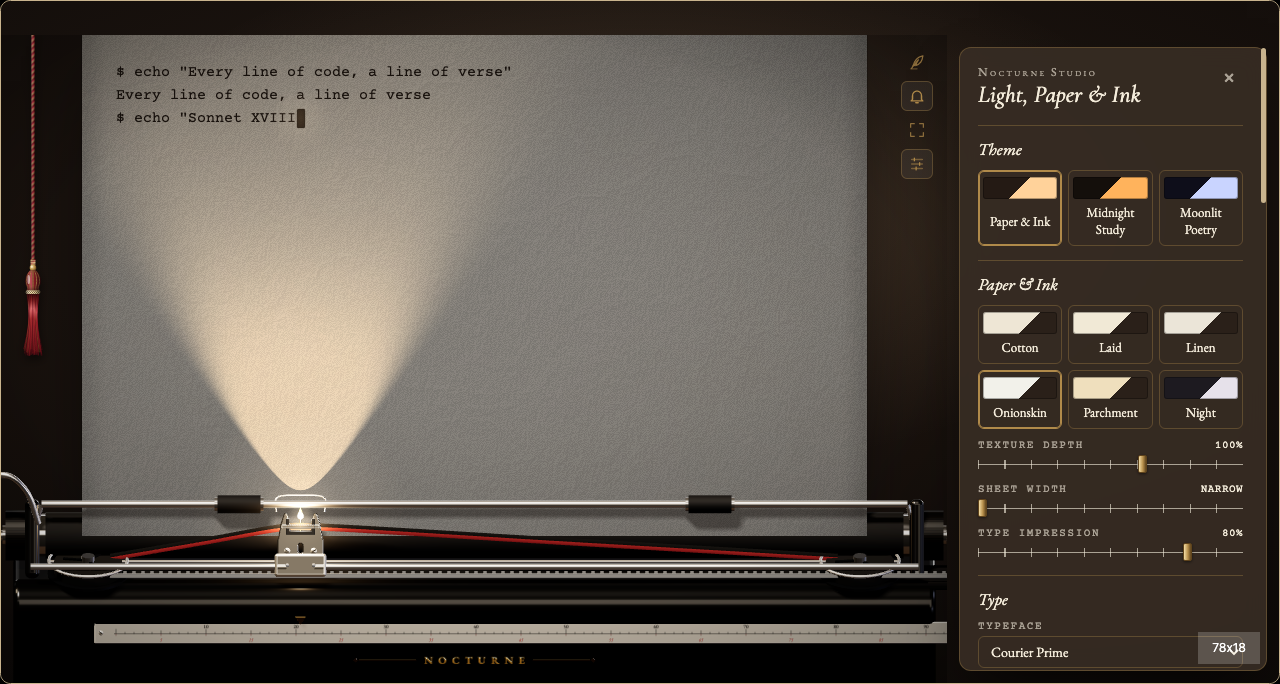 $ echo "Every line of code, a line of verse"
Every line of code, a line of verse
$ echo "Sonnet XVIII
NOCTURNE
Nocturne Studio
Light, Paper & Ink
×
Theme
Paper & Ink
Midnight Study
Moonlit Poetry
Paper & Ink
Cotton
Laid
Linen
Onionskin
Parchment
Night
TEXTURE DEPTH 100%
SHEET WIDTH NARROW
TYPE IMPRESSION 80%
Type
TYPEFACE
Courier Prime
78x18